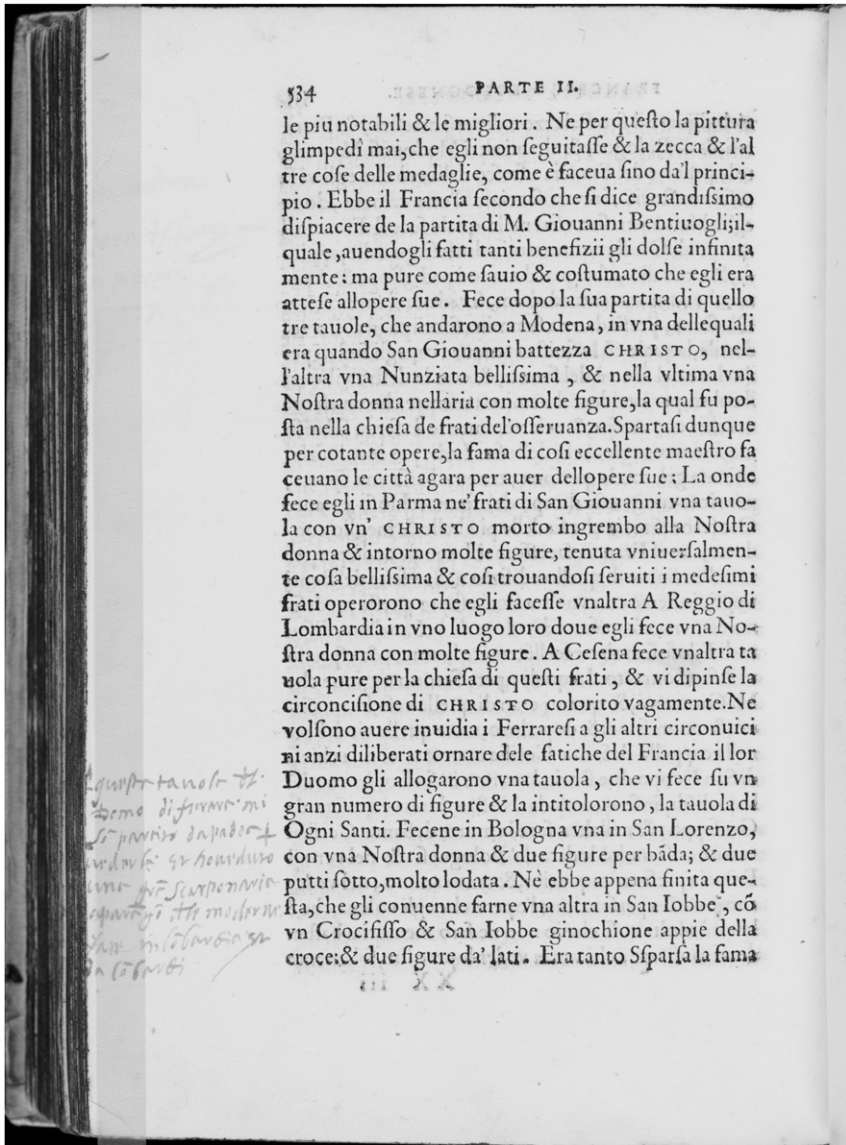 534 PARTE II.
le piu notabili & le migliori. Ne per queſto la pittura
glimpedì mai, che egli non ſeguitaſſe & la zecca & l'al
tre coſe delle medaglie, come è faceua ſino da'l princi-
pio. Ebbe il Francia ſecondo che ſi dice grandiſsimo
diſpiacere de la partita di M. Giouanni Bentiuogli; il-
quale, auendogli fatti tanti benefizii gli dolſe infinita
mente: ma pure come ſauio & coſtumato che egli era
atteſe allopere ſue. Fece dopo la ſua partita di quello
tre tauole, che andarono a Modena, in vna dellequali
era quando San Giouanni battezza CHRISTO, nel-
l'altra vna Nunziata belliſsima, & nella vltima vna
Noſtra donna nellaria con molte figure, la qual fu po-
ſta nella chieſa de frati del'oſſeruanza. Spartaſi dunque
per cotante opere, la fama di coſi eccellente maeſtro fa
ceuano le città agara per auer dellopere ſue: La onde
fece egli in Parma ne' frati di San Giouanni vna tauo-
la con vn' CHRISTO morto ingrembo alla Noſtra
donna & intorno molte figure, tenuta vniuerſalmen-
te coſa belliſsima & coſi trouandoſi ſeruiti i medeſimi
frati operorono che egli faceſſe vnaltra A Reggio di
Lombardia in vno luogo loro doue egli fece vna No-
ſtra donna con molte figure. A Ceſena fece vnaltra ta
uola pure per la chieſa di queſti frati, & vi dipinſe la
circonciſione di CHRISTO colorito vagamente. Ne
volſono auere inuidia i Ferrareſi a gli altri circonuici
ni anzi diliberati ornare dele fatiche del Francia il lor
Duomo gli allogarono vna tauola, che vi fece ſu vn
gran numero di figure & la intitolorono, la tauola di
Ogni Santi. Fecene in Bologna vna in San Lorenzo,
con vna Noſtra donna & due figure per bāda; & due
putti ſotto, molto lodata. Nè ebbe appena finita que-
ſta, che gli conuenne farne vna altra in San Iobbe, cō
vn Crocifiſſo & San Iobbe ginochione appie della
croce: & due figure da' lati. Era tanto Sſparſa la fama